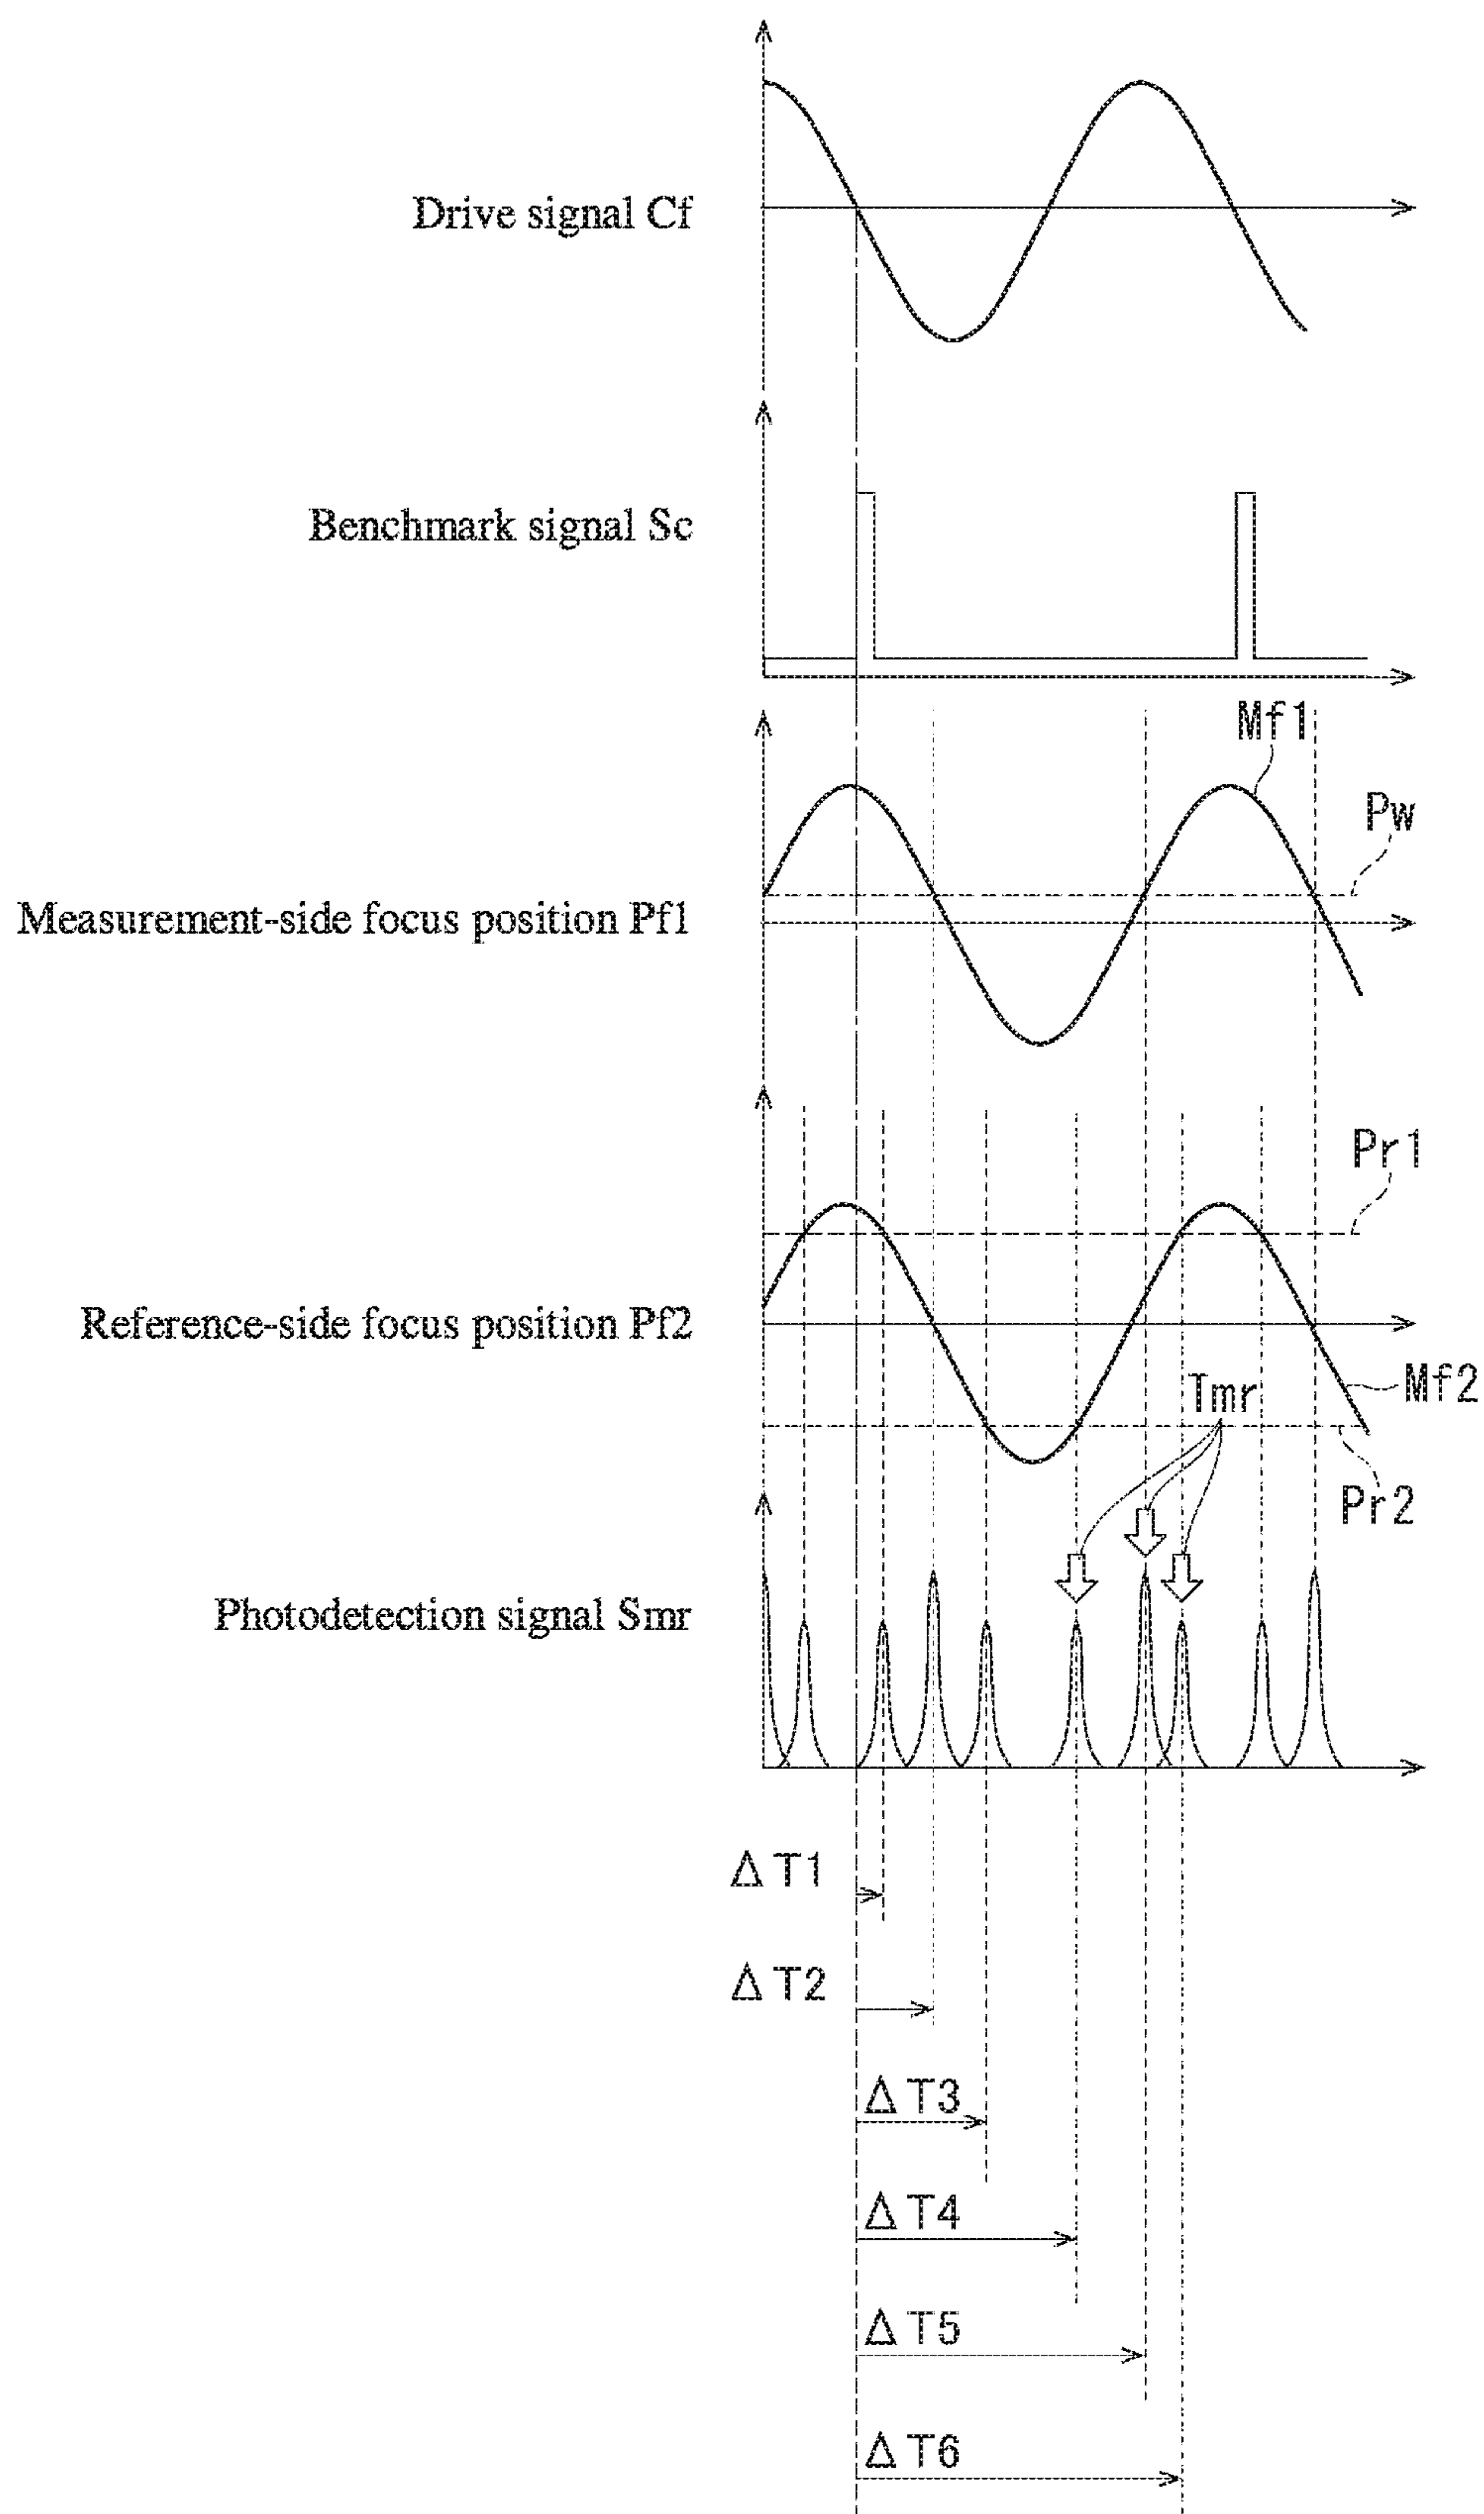 Drive signal Cf
Benchmark signal Sc
Mf1
Pw
Measurement-side focus position Pf1
Pr1
Reference-side focus position Pf2
Mf2
Tmr
Pr2
Photodetection signal Smr
ΔT1
ΔT2
ΔT3
ΔT4
ΔT5
ΔT6